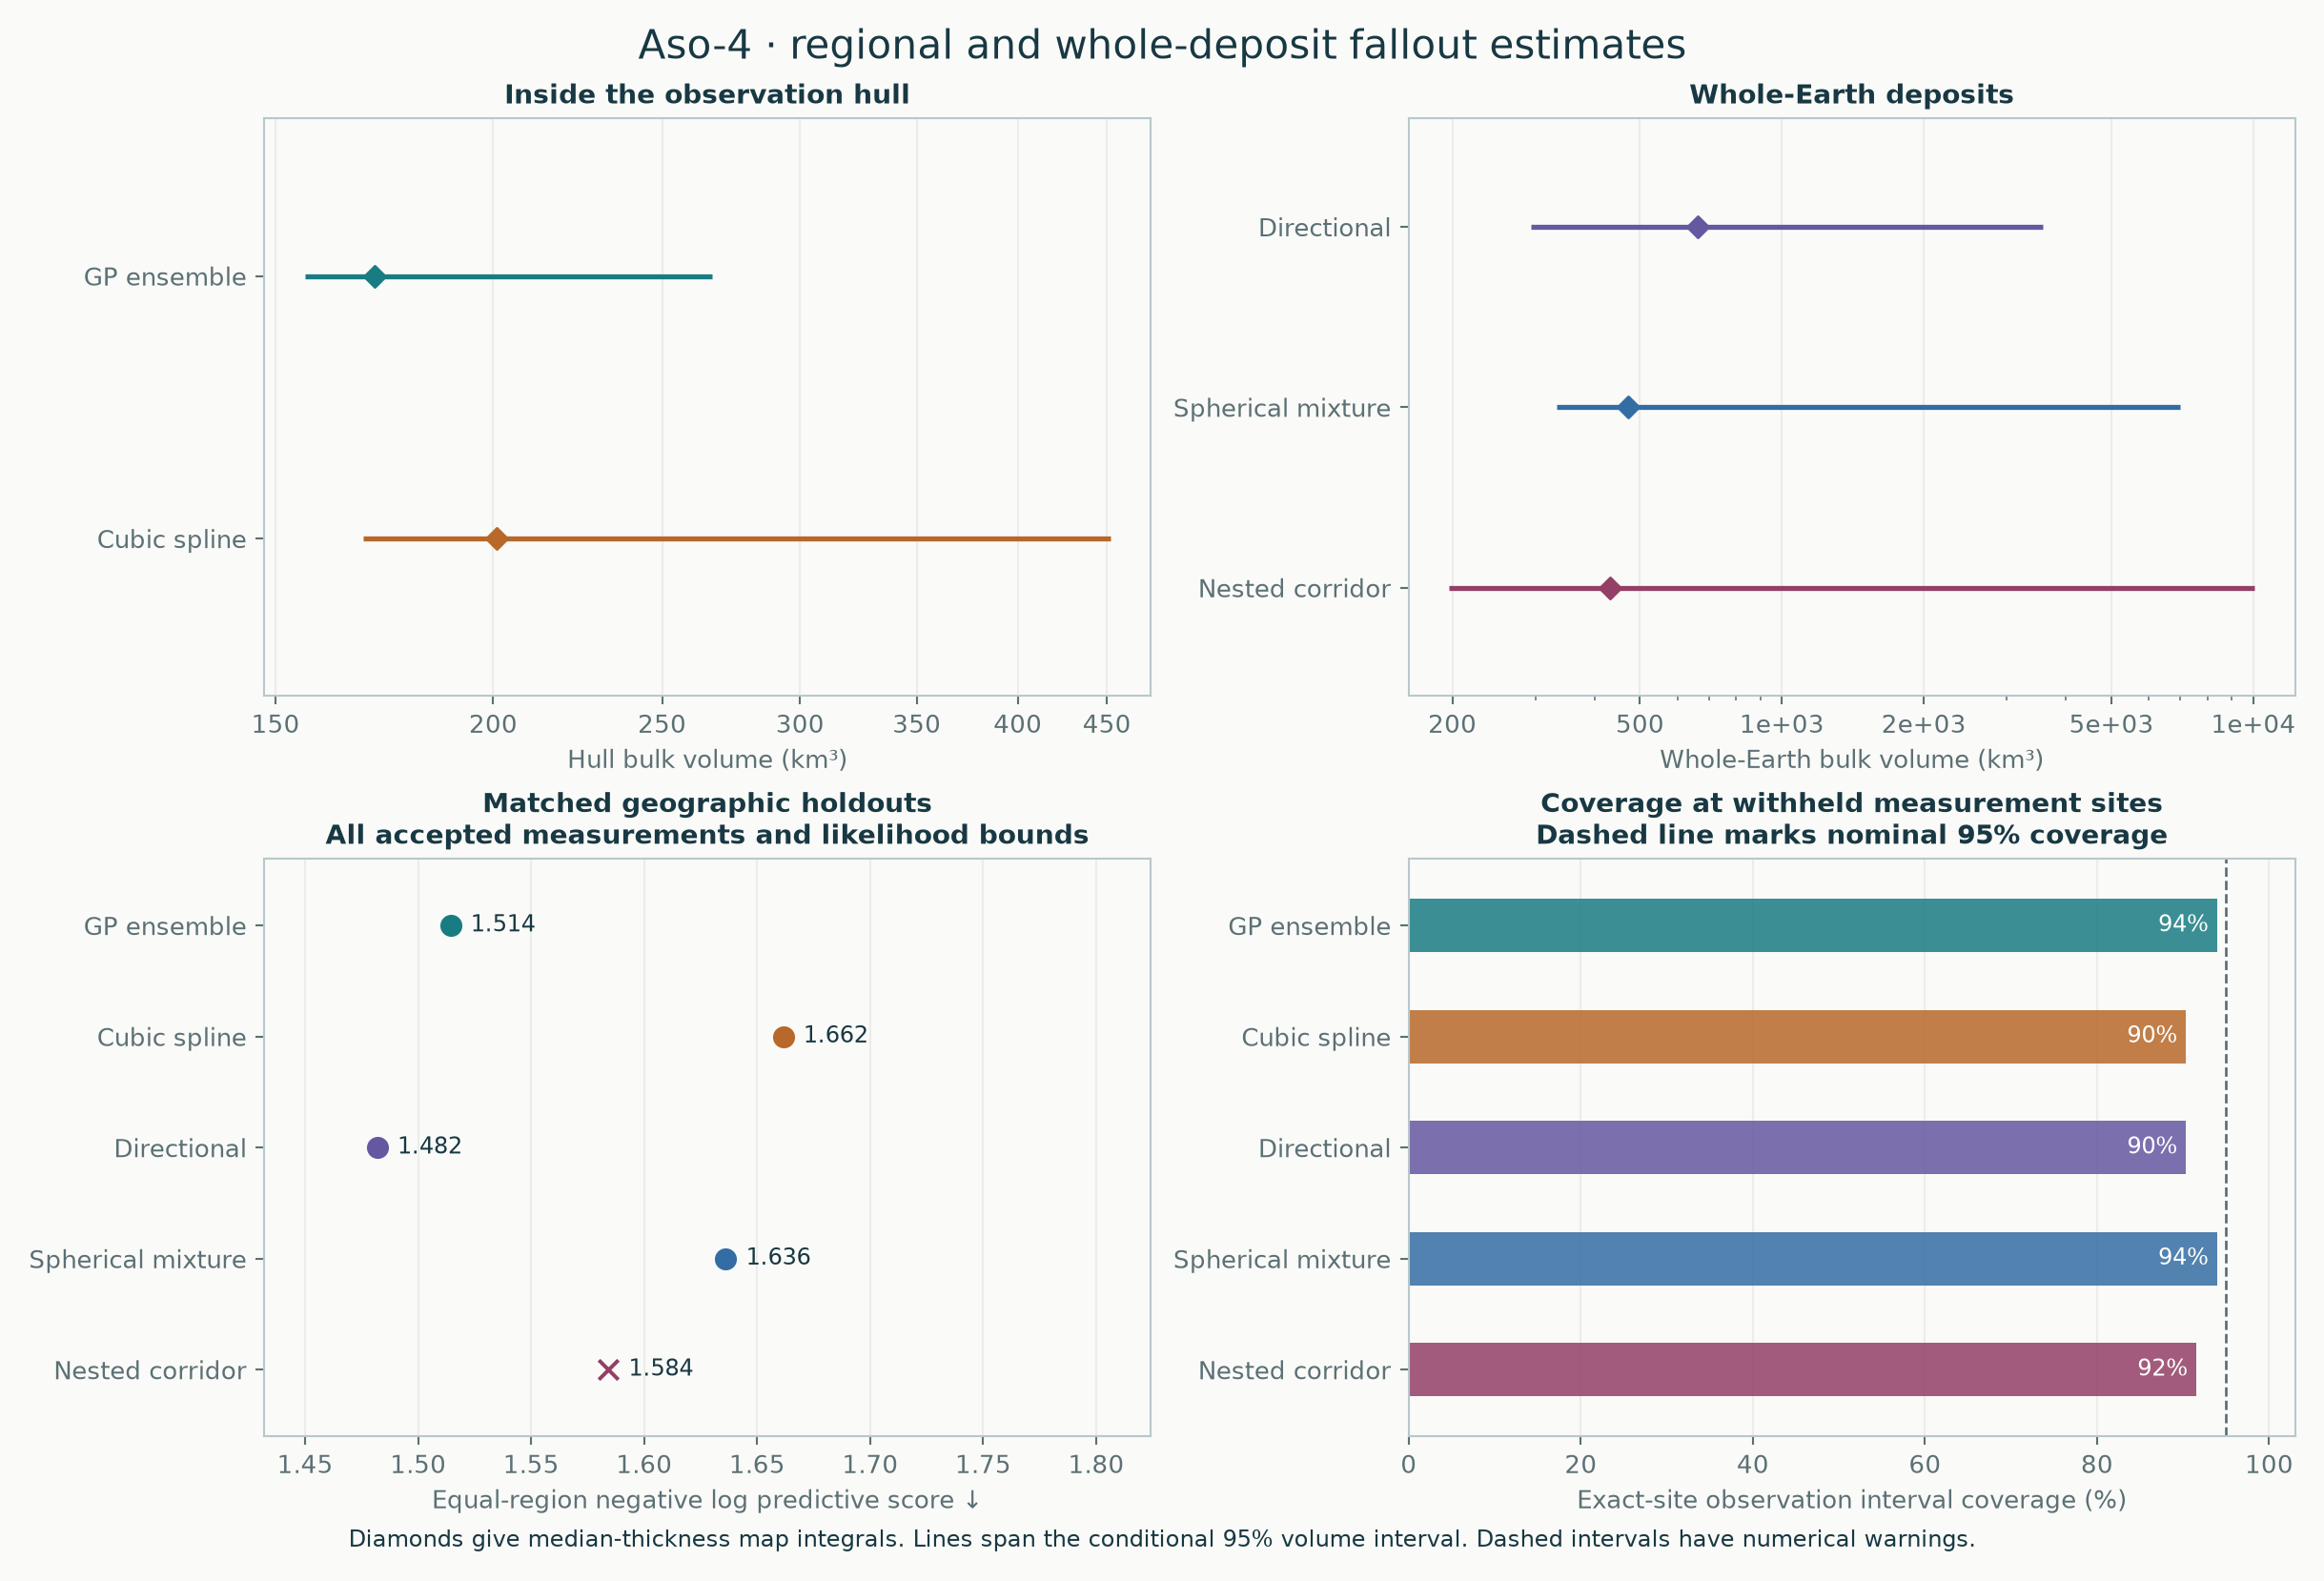 Aso-4 · regional and whole-deposit fallout estimates
Inside the observation hull
GP ensemble
Cubic spline
150 200 250 300 350 400 450
Hull bulk volume (km³)
Whole-Earth deposits
Directional
Spherical mixture
Nested corridor
200 500 1e+03 2e+03 5e+03 1e+04
Whole-Earth bulk volume (km³)
Matched geographic holdouts
All accepted measurements and likelihood bounds
GP ensemble 1.514
Cubic spline 1.662
Directional 1.482
Spherical mixture 1.636
Nested corridor 1.584
1.45 1.50 1.55 1.60 1.65 1.70 1.75 1.80
Equal-region negative log predictive score ↓
Coverage at withheld measurement sites
Dashed line marks nominal 95% coverage
GP ensemble 94%
Cubic spline 90%
Directional 90%
Spherical mixture 94%
Nested corridor 92%
0 20 40 60 80 100
Exact-site observation interval coverage (%)
Diamonds give median-thickness map integrals. Lines span the conditional 95% volume interval. Dashed intervals have numerical warnings.